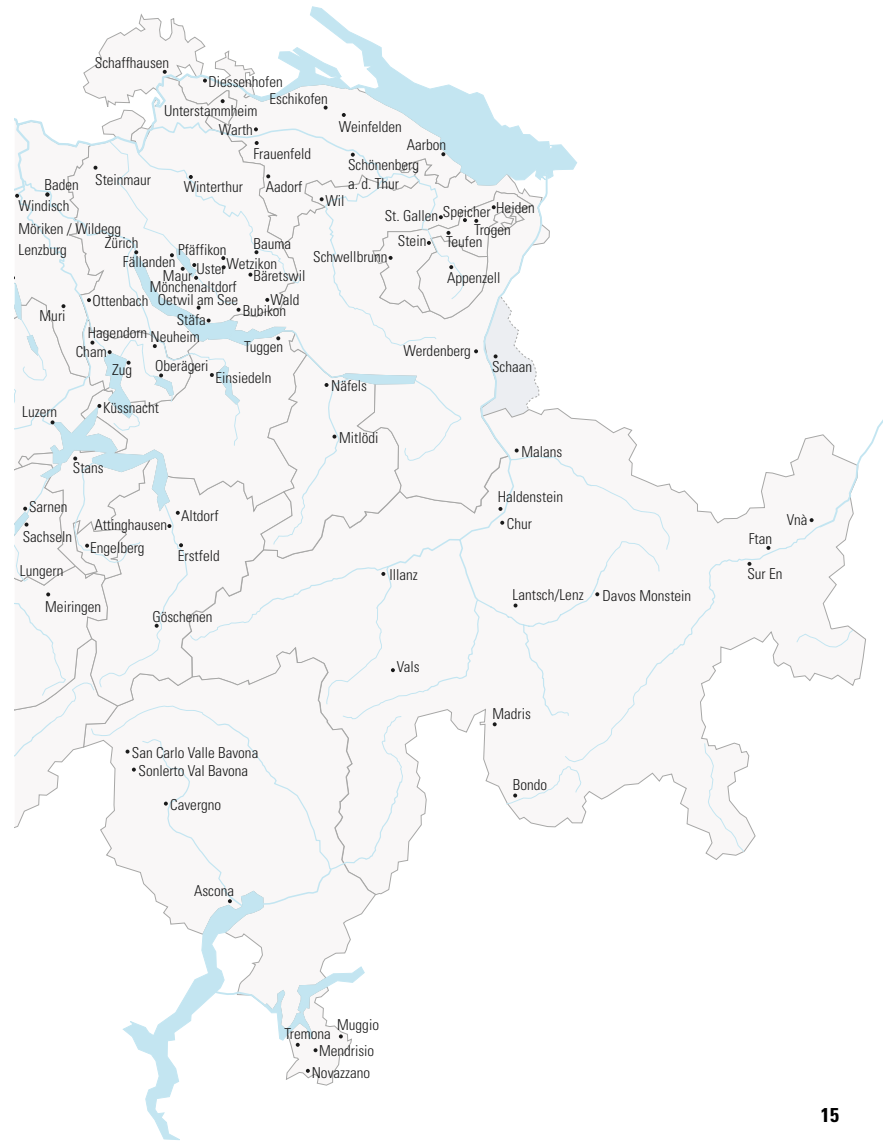 Schaffhausen
Diessenhofen
Unterstammheim
Eschikofen
Weinfelden
Warth
Frauenfeld
Aarbon
Schönenberg
a. d. Thur
Steinmaur
Winterthur
Aadorf
Wil
Baden
Windisch
Möriken / Wildegg
Lenzburg
St. Gallen
Speicher
Heiden
Trogen
Teufen
Stein
Schwellbrunn
Appenzell
Zürich
Pfäffikon
Bauma
Fällanden
Uster
Wetzikon
Maur
Bäretswil
Mönchenaltdorf
Oetwil am See
Wald
Bubikon
Stäfa
Ottenbach
Muri
Hagendorn
Neuheim
Cham
Zug
Oberägeri
Einsiedeln
Tuggen
Werdenberg
Schaan
Näfels
Mitlödi
Luzern
Küssnacht
Stans
Malans
Haldenstein
Chur
Sarnen
Sachseln
Attinghausen
Altdorf
Engelberg
Erstfeld
Lungern
Meiringen
Göschenen
Vnà
Ftan
Sur En
Illanz
Lantsch/Lenz
Davos Monstein
Vals
Madris
Bondo
San Carlo Valle Bavona
Sonlerto Val Bavona
Cavergno
Ascona
Tremona
Muggio
Mendrisio
Novazzano
15